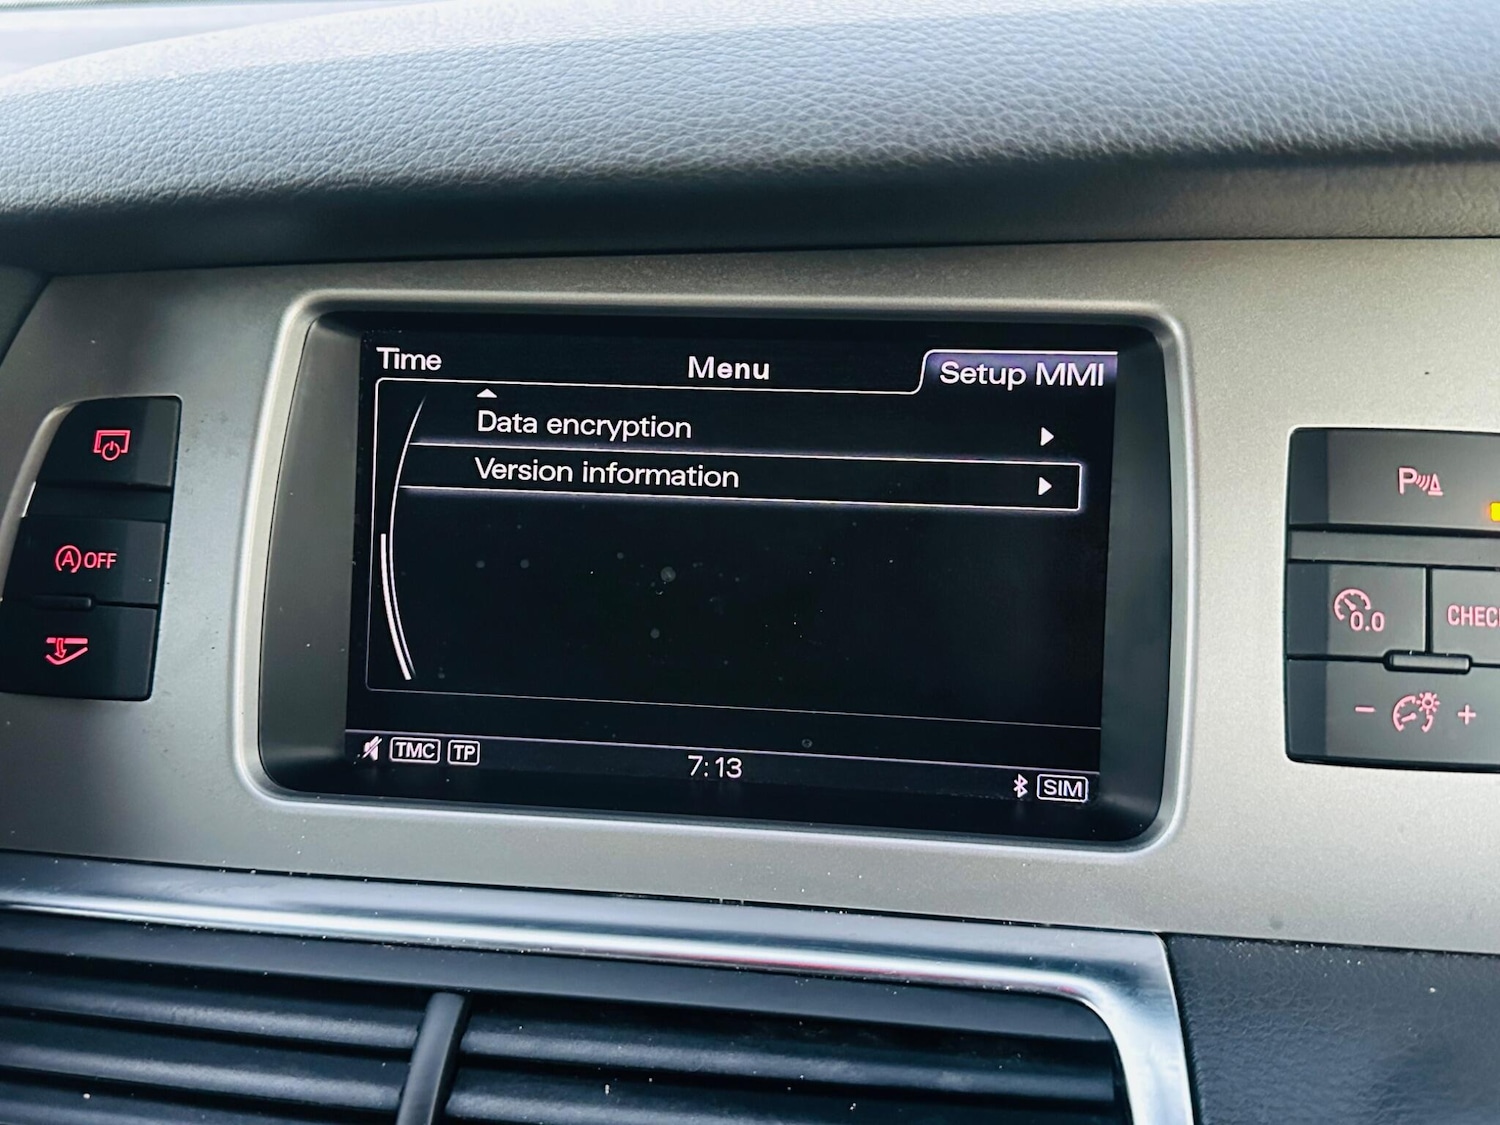 Time
Menu
Setup MMI
Data encryption
Version information
TMC TP
7:13
SIM
A OFF
P
0.0
CHEC
- +